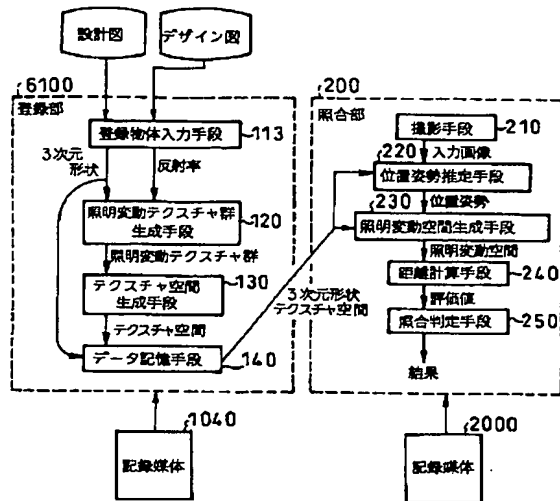 設計図
デザイン図
6100
登録部
登録物体入力手段
113
3次元
形状
反射率
照明変動テクスチャ群
生成手段
120
照明変動テクスチャ群
テクスチャ空間
生成手段
130
テクスチャ空間
データ記憶手段
140
3次元形状
テクスチャ空間
1040
記録媒体
200
照合部
撮影手段
210
入力画像
220
位置姿勢推定手段
位置姿勢
230
照明変動空間生成手段
照明変動空間
距離計算手段
240
評価値
照合判定手段
250
結果
2000
記録媒体